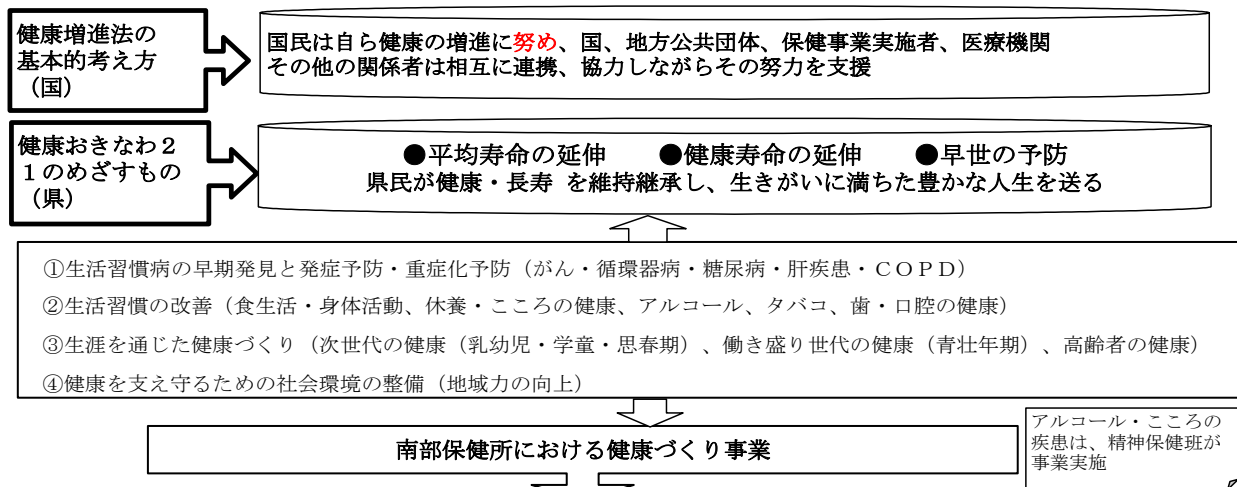 健康増進法の
基本的考え方
（国）
国民は自ら健康の増進に努め、国、地方公共団体、保健事業実施者、医療機関
その他の関係者は相互に連携、協力しながらその努力を支援
健康おきなわ２
１のめざすもの
（県）
●平均寿命の延伸　　●健康寿命の延伸　　●早世の予防
県民が健康・長寿 を維持継承し、生きがいに満ちた豊かな人生を送る
①生活習慣病の早期発見と発症予防・重症化予防（がん・循環器病・糖尿病・肝疾患・ＣＯＰＤ）
②生活習慣の改善（食生活・身体活動、休養・こころの健康、アルコール、タバコ、歯・口腔の健康）
③生涯を通じた健康づくり（次世代の健康（乳幼児・学童・思春期）、働き盛り世代の健康（青壮年期）、高齢者の健康）
④健康を支え守るための社会環境の整備（地域力の向上）
南部保健所における健康づくり事業
アルコール・こころの
疾患は、精神保健班が
事業実施